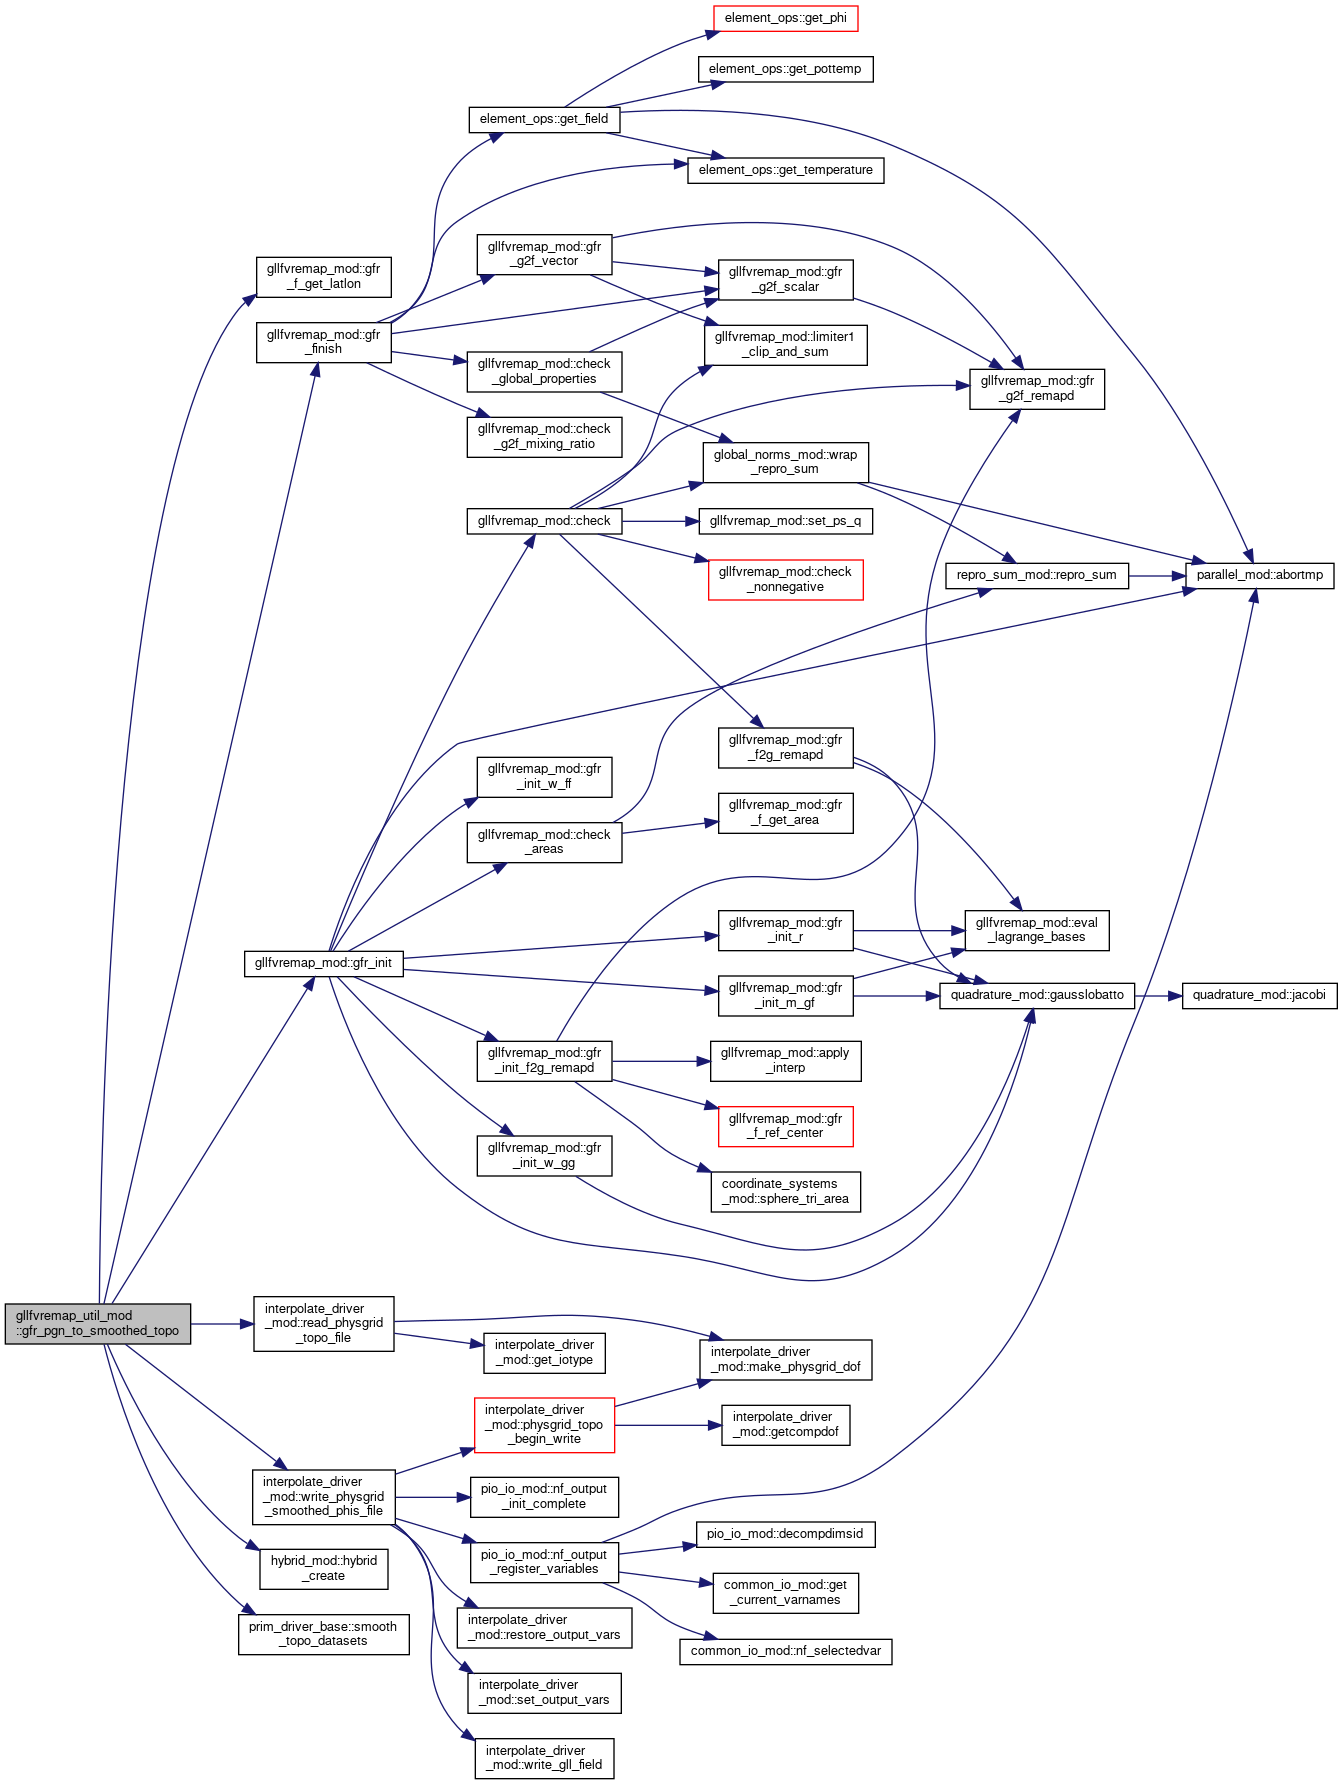 element_ops::get_phi
element_ops::get_pottemp
element_ops::get_field
element_ops::get_temperature
gllfvremap_mod::gfr
_g2f_vector
gllfvremap_mod::gfr
_f_get_latlon
gllfvremap_mod::gfr
_g2f_scalar
gllfvremap_mod::gfr
_finish
gllfvremap_mod::limiter1
_clip_and_sum
gllfvremap_mod::check
_global_properties
gllfvremap_mod::gfr
_g2f_remapd
gllfvremap_mod::check
_g2f_mixing_ratio
global_norms_mod::wrap
_repro_sum
gllfvremap_mod::check
gllfvremap_mod::set_ps_q
gllfvremap_mod::check
_nonnegative
repro_sum_mod::repro_sum
parallel_mod::abortmp
gllfvremap_mod::gfr
_f2g_remapd
gllfvremap_mod::gfr
_init_w_ff
gllfvremap_mod::gfr
_f_get_area
gllfvremap_mod::check
_areas
gllfvremap_mod::gfr
_init_r
gllfvremap_mod::eval
_lagrange_bases
gllfvremap_mod::gfr_init
gllfvremap_mod::gfr
_init_m_gf
quadrature_mod::gausslobatto
quadrature_mod::jacobi
gllfvremap_mod::gfr
_init_f2g_remapd
gllfvremap_mod::apply
_interp
gllfvremap_mod::gfr
_f_ref_center
gllfvremap_mod::gfr
_init_w_gg
coordinate_systems
_mod::sphere_tri_area
gllfvremap_util_mod
::gfr_pgn_to_smoothed_topo
interpolate_driver
_mod::read_physgrid
_topo_file
interpolate_driver
_mod::get_iotype
interpolate_driver
_mod::make_physgrid_dof
interpolate_driver
_mod::physgrid_topo
_begin_write
interpolate_driver
_mod::getcompdof
interpolate_driver
_mod::write_physgrid
_smoothed_phis_file
pio_io_mod::nf_output
_init_complete
pio_io_mod::decompdimsid
pio_io_mod::nf_output
_register_variables
hybrid_mod::hybrid
_create
common_io_mod::get
_current_varnames
prim_driver_base::smooth
_topo_datasets
interpolate_driver
_mod::restore_output_vars
common_io_mod::nf_selectedvar
interpolate_driver
_mod::set_output_vars
interpolate_driver
_mod::write_gll_field